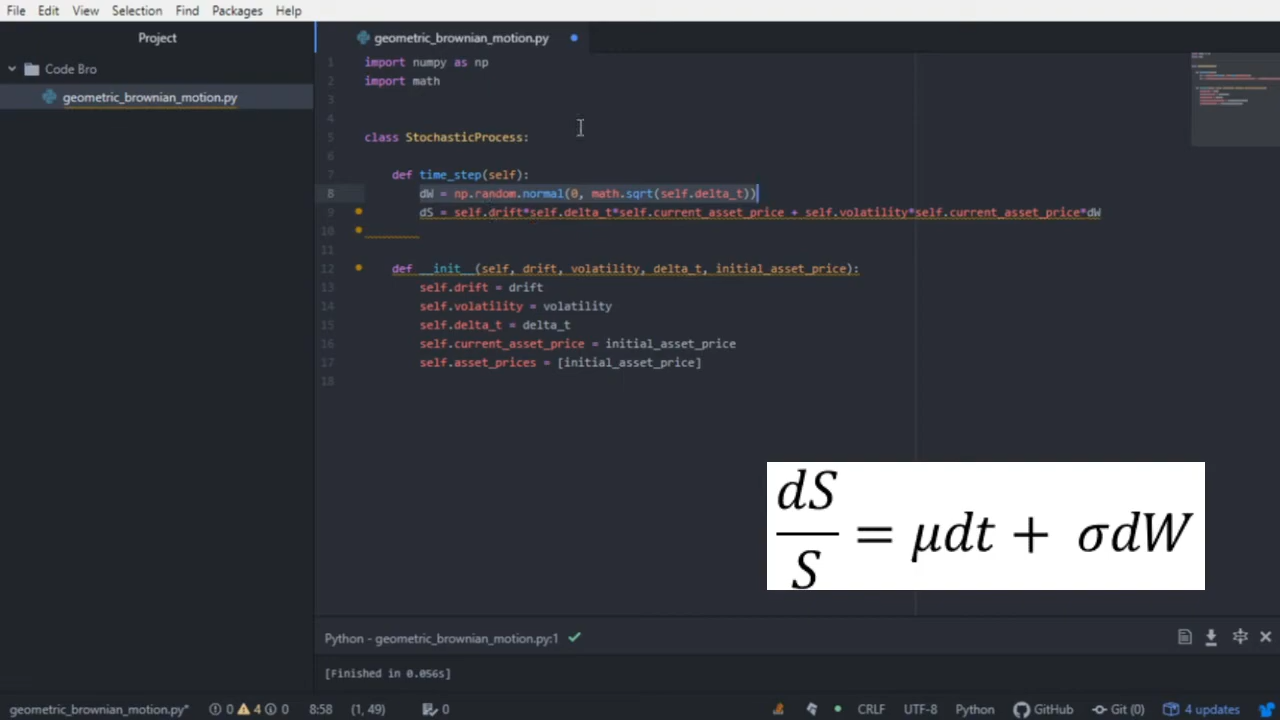 File Edit View Selection Find Packages Help
Project
geometric_brownian_motion.py
Code Bro
geometric_brownian_motion.py
1 import numpy as np
2 import math
3
4
5 class StochasticProcess:
6
7 def time_step(self):
8 dW = np.random.normal(0, math.sqrt(self.delta_t))
9 dS = self.drift*self.delta_t*self.current_asset_price + self.volatility*self.current_asset_price*dW
10
11
12 def __init__(self, drift, volatility, delta_t, initial_asset_price):
13 self.drift = drift
14 self.volatility = volatility
15 self.delta_t = delta_t
16 self.current_asset_price = initial_asset_price
17 self.asset_prices = [initial_asset_price]
18
dS
S
= μdt + σdW
Python - geometric_brownian_motion.py:1
[Finished in 0.056s]
geometric_brownian_motion.py* 0 4 0 8:58 (1, 49) 0 CRLF UTF-8 Python GitHub Git (0) 4 updates